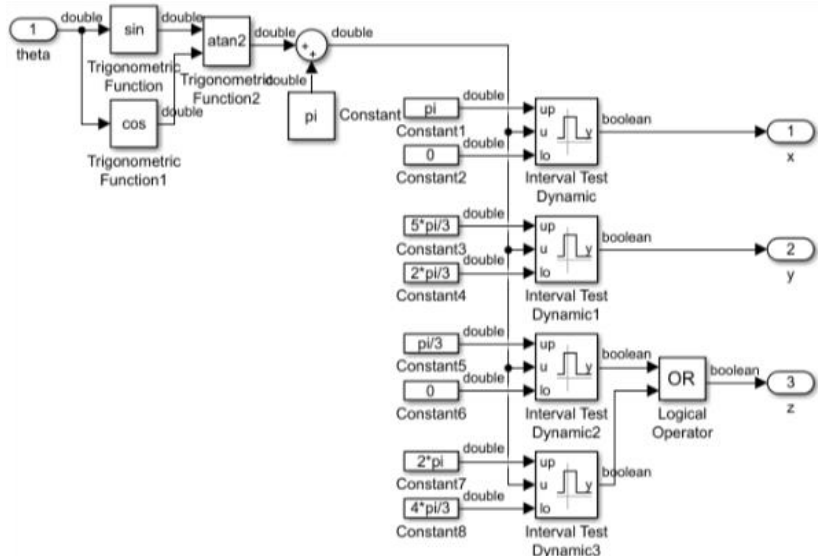 1
theta
double
sin
Trigonometric
Function
double
cos
Trigonometric
Function1
double
atan2
Trigonometric
Function2
double
+
+
double
pi
Constant
double
pi
Constant1
double
0
Constant2
double
up
u
lo
y
Interval Test
Dynamic
boolean
1
x
5*pi/3
Constant3
double
2*pi/3
Constant4
double
up
u
lo
y
Interval Test
Dynamic1
boolean
2
y
pi/3
Constant5
double
0
Constant6
double
up
u
lo
y
Interval Test
Dynamic2
boolean
OR
Logical
Operator
boolean
3
z
2*pi
Constant7
double
4*pi/3
Constant8
double
up
u
lo
y
Interval Test
Dynamic3
boolean